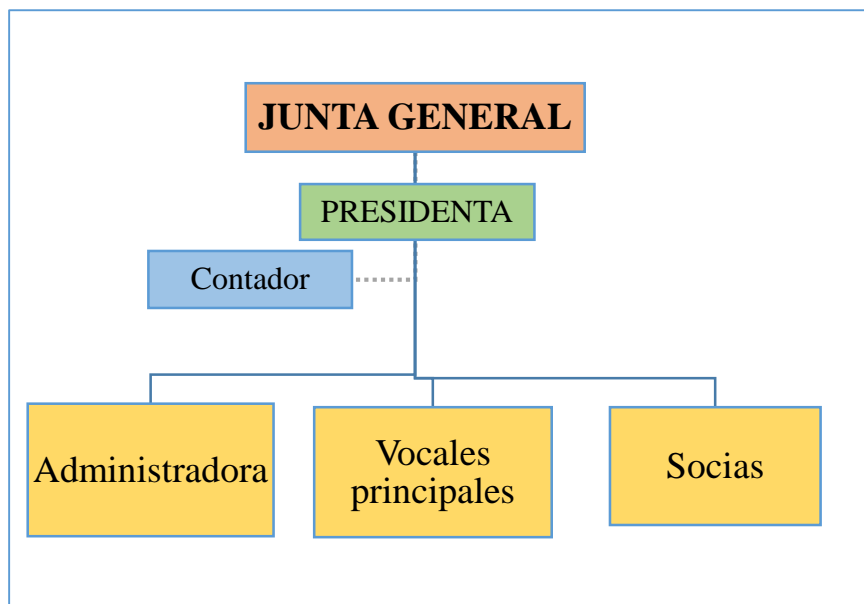 JUNTA GENERAL
PRESIDENTA
Contador
Administradora
Vocales
principales
Socias